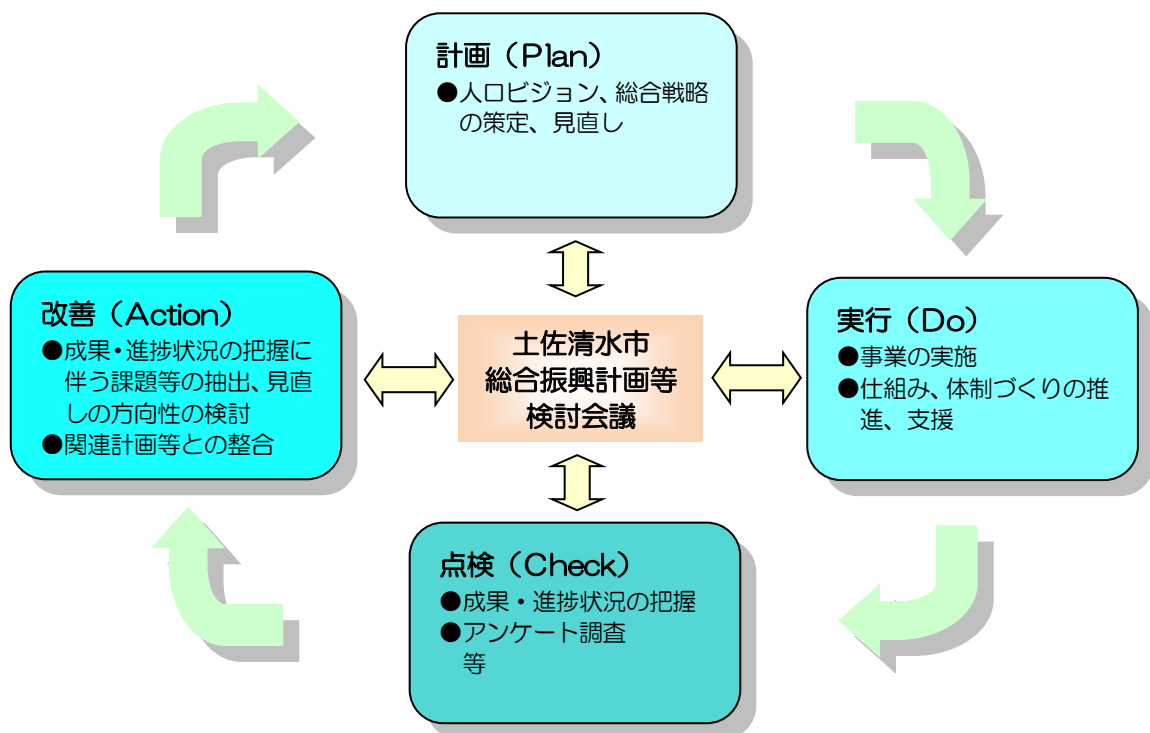 計画（Plan）
●人口ビジョン、総合戦略
の策定、見直し
改善（Action）
●成果・進捗状況の把握に
伴う課題等の抽出、見直
しの方向性の検討
●関連計画等との整合
土佐清水市
総合振興計画等
検討会議
実行（Do）
●事業の実施
●仕組み、体制づくりの推
進、支援
点検（Check）
●成果・進捗状況の把握
●アンケート調査
等